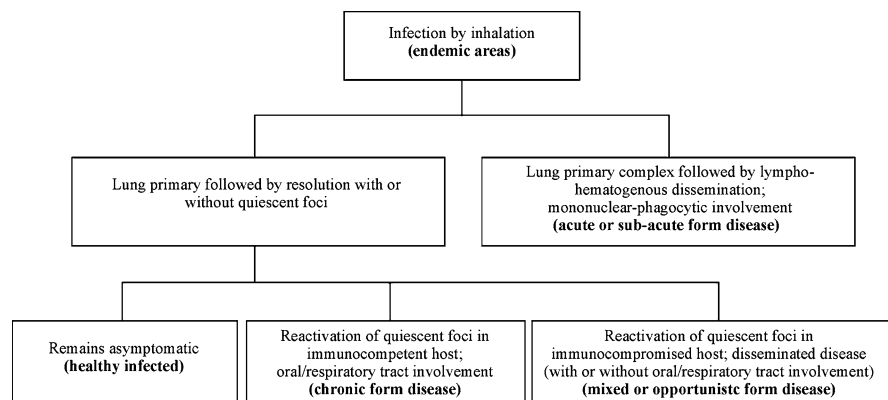 Infection by inhalation
(endemic areas)
Lung primary followed by resolution with or
without quiescent foci
Lung primary complex followed by lympho-
hematogenous dissemination;
mononuclear-phagocytic involvement
(acute or sub-acute form disease)
Remains asymptomatic
(healthy infected)
Reactivation of quiescent foci in
immunocompetent host;
oral/respiratory tract involvement
(chronic form disease)
Reactivation of quiescent foci in
immunocompromised host; disseminated disease
(with or without oral/respiratory tract involvement)
(mixed or opportunistc form disease)